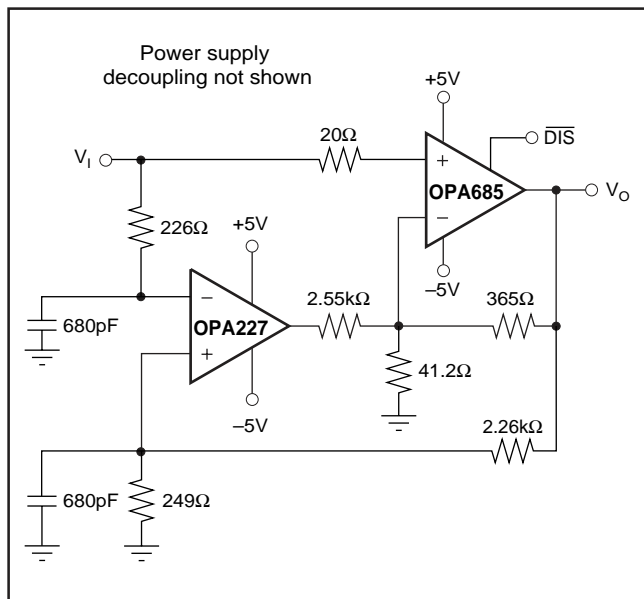 Power supply
decoupling not shown
+5V
20Ω
DIS
V_I
+
OPA685
V_O
−
226Ω
+5V
−5V
−
2.55kΩ
365Ω
680pF
OPA227
+
41.2Ω
−5V
2.26kΩ
680pF
249Ω